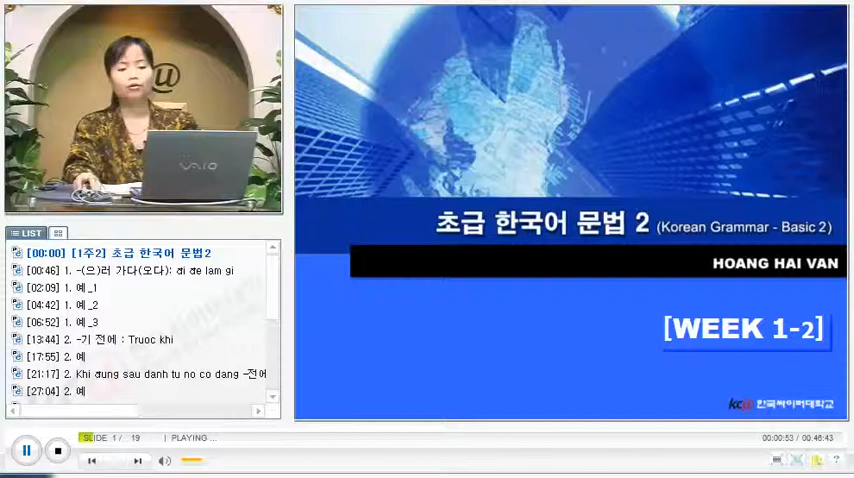 @
VAIO
초급 한국어 문법 2 (Korean Grammar - Basic 2)
HOANG HAI VAN
[WEEK 1-2]
한국싸이버대학교
LIST
[00:00] [1주2] 초급 한국어 문법2
[00:46] 1. -(으)러 가다(오다): đi để làm gì
[02:09] 1. 예_1
[04:42] 1. 예_2
[06:52] 1. 예_3
[13:44] 2. -기 전에 : Truoc khi
[17:55] 2. 예
[21:17] 2. Khi đung sau danh tu no co dang -전에
[27:04] 2. 예
SLIDE 1 / 19 | PLAYING ...
00:00:53 / 00:46:43